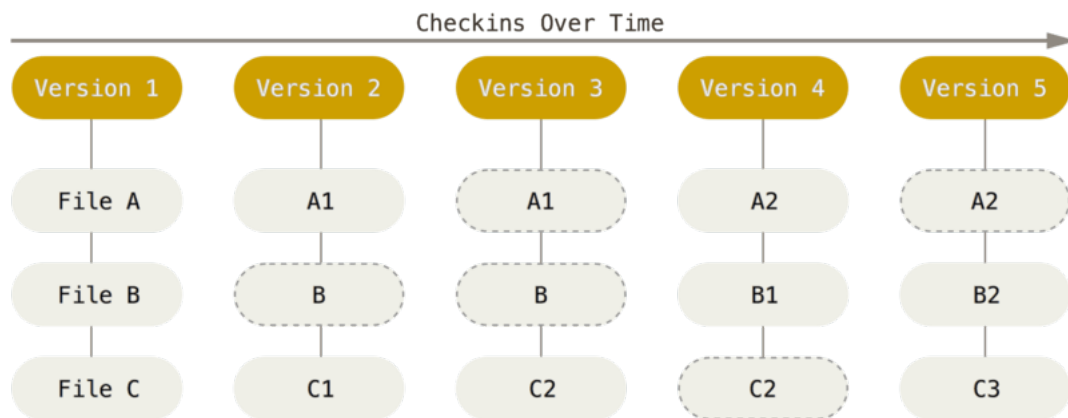 Checkins Over Time
Version 1 Version 2 Version 3 Version 4 Version 5
File A A1 A1 A2 A2
File B B B B1 B2
File C C1 C2 C2 C3